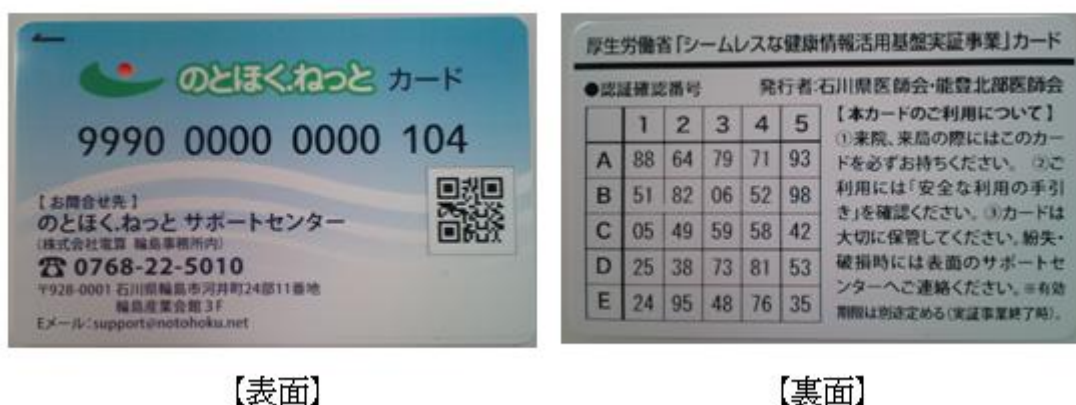 のとほく.ねっと カード
9990 0000 0000 104
【お問合せ先】
のとほく.ねっと サポートセンター
(株式会社電算 輪島事務所内)
☎ 0768-22-5010
〒928-0001 石川県輪島市河井町24部11番地
輪島産業会館3F
Eメール:support@notohoku.net
【表面】
厚生労働省「シームレスな健康情報活用基盤実証事業」カード
●認証確認番号 発行者:石川県医師会・能登北部医師会
1 2 3 4 5
A 88 64 79 71 93
B 51 82 06 52 98
C 05 49 59 58 42
D 25 38 73 81 53
E 24 95 48 76 35
【本カードのご利用について】
①来院、来局の際にはこのカー
ドを必ずお持ちください。 ②ご
利用には「安全な利用の手引
き」を確認ください。③カードは
大切に保管してください。紛失・
破損時には表面のサポートセ
ンターへご連絡ください。※有効
期限は別途定める(実証事業終了時)。
【裏面】